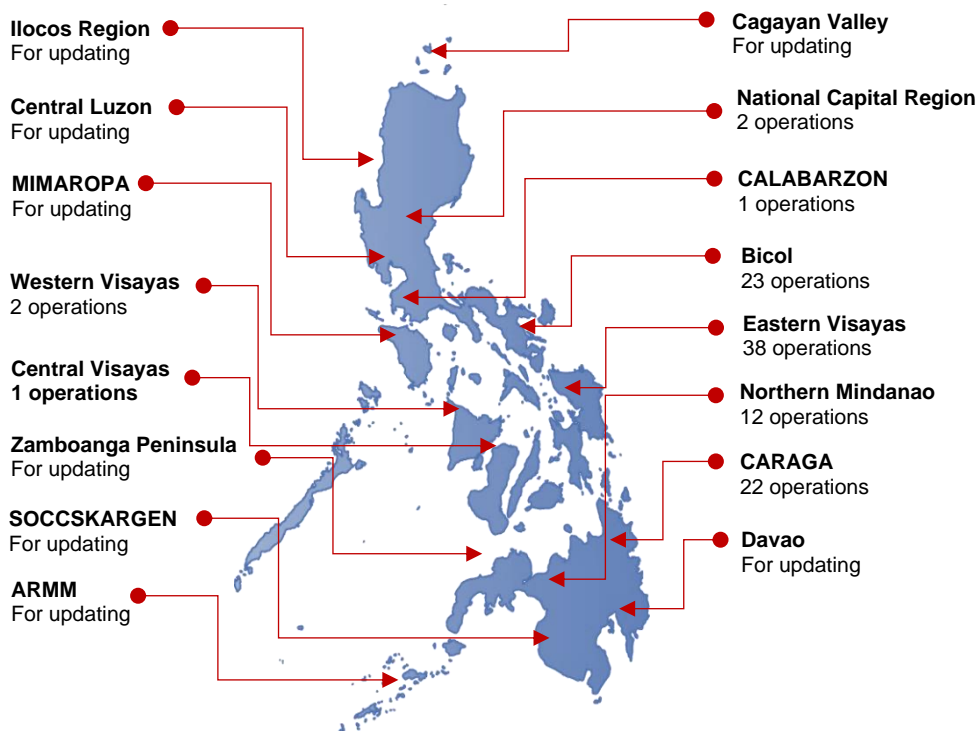 Ilocos Region
For updating
Central Luzon
For updating
MIMAROPA
For updating
Western Visayas
2 operations
Central Visayas
1 operations
Zamboanga Peninsula
For updating
SOCCSKARGEN
For updating
ARMM
For updating
Cagayan Valley
For updating
National Capital Region
2 operations
CALABARZON
1 operations
Bicol
23 operations
Eastern Visayas
38 operations
Northern Mindanao
12 operations
CARAGA
22 operations
Davao
For updating